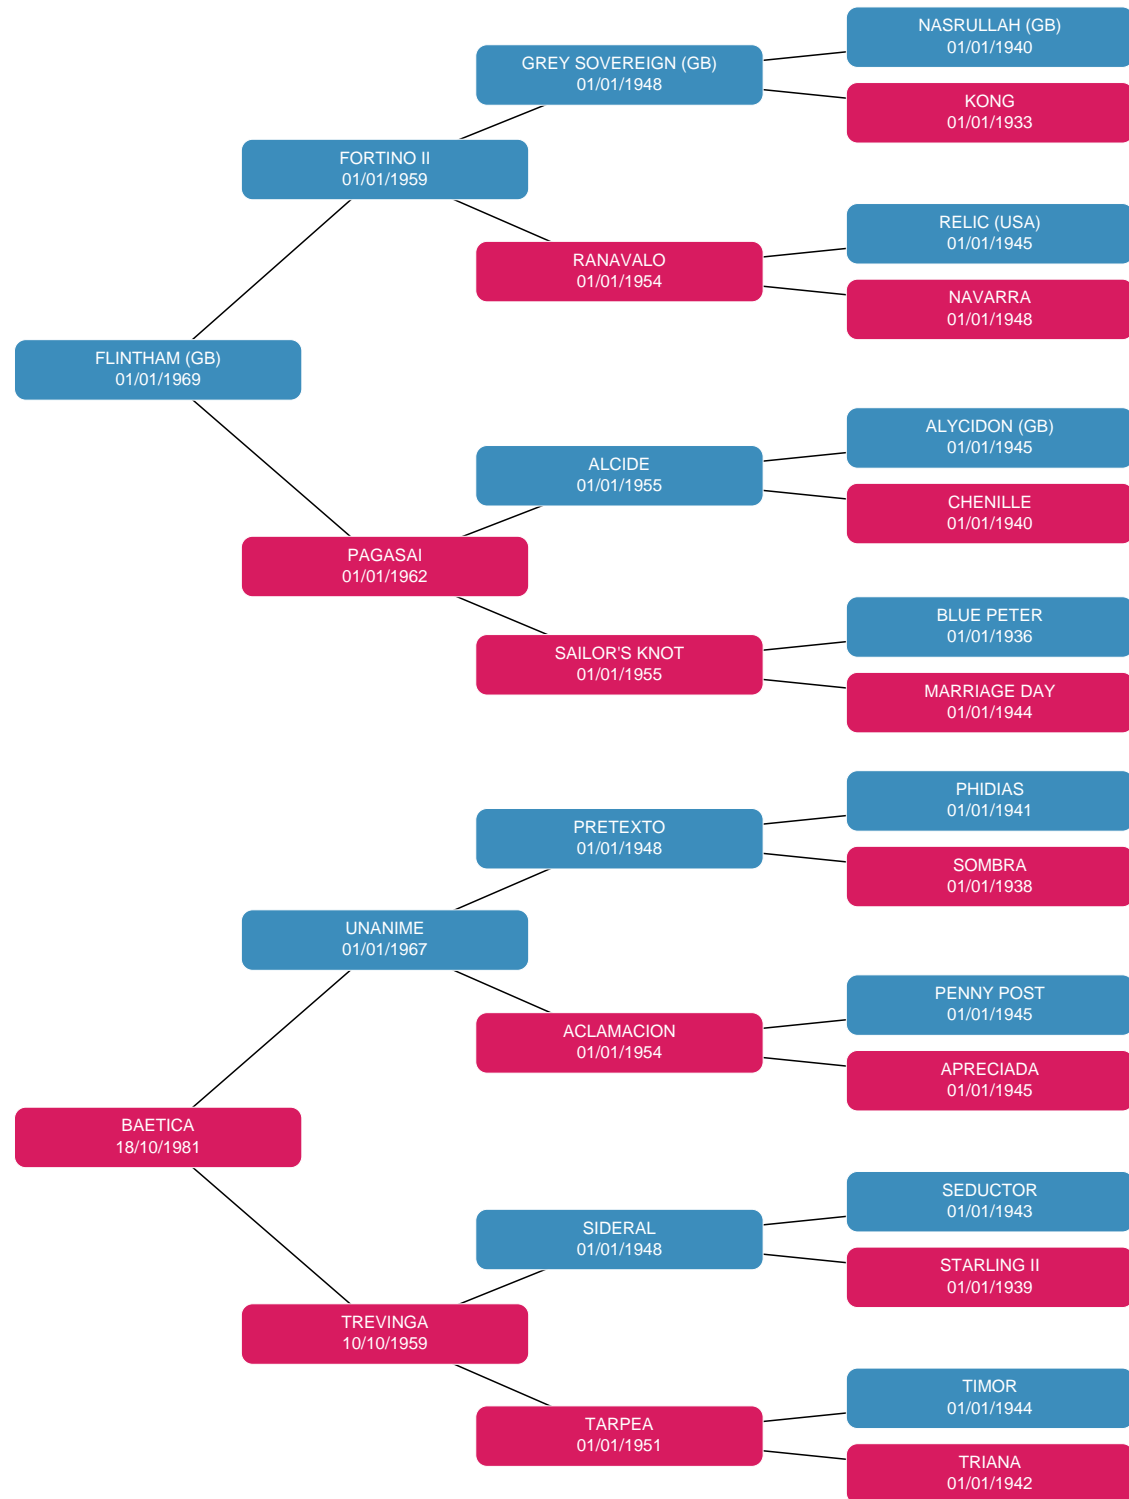 NASRULLAH (GB)
01/01/1940
GREY SOVEREIGN (GB)
01/01/1948
KONG
01/01/1933
FORTINO II
01/01/1959
RELIC (USA)
01/01/1945
RANAVALO
01/01/1954
NAVARRA
01/01/1948
FLINTHAM (GB)
01/01/1969
ALYCIDON (GB)
01/01/1945
ALCIDE
01/01/1955
CHENILLE
01/01/1940
PAGASAI
01/01/1962
BLUE PETER
01/01/1936
SAILOR'S KNOT
01/01/1955
MARRIAGE DAY
01/01/1944
PHIDIAS
01/01/1941
PRETEXTO
01/01/1948
SOMBRA
01/01/1938
UNANIME
01/01/1967
PENNY POST
01/01/1945
ACLAMACION
01/01/1954
APRECIADA
01/01/1945
BAETICA
18/10/1981
SEDUCTOR
01/01/1943
SIDERAL
01/01/1948
STARLING II
01/01/1939
TREVINGA
10/10/1959
TIMOR
01/01/1944
TARPEA
01/01/1951
TRIANA
01/01/1942